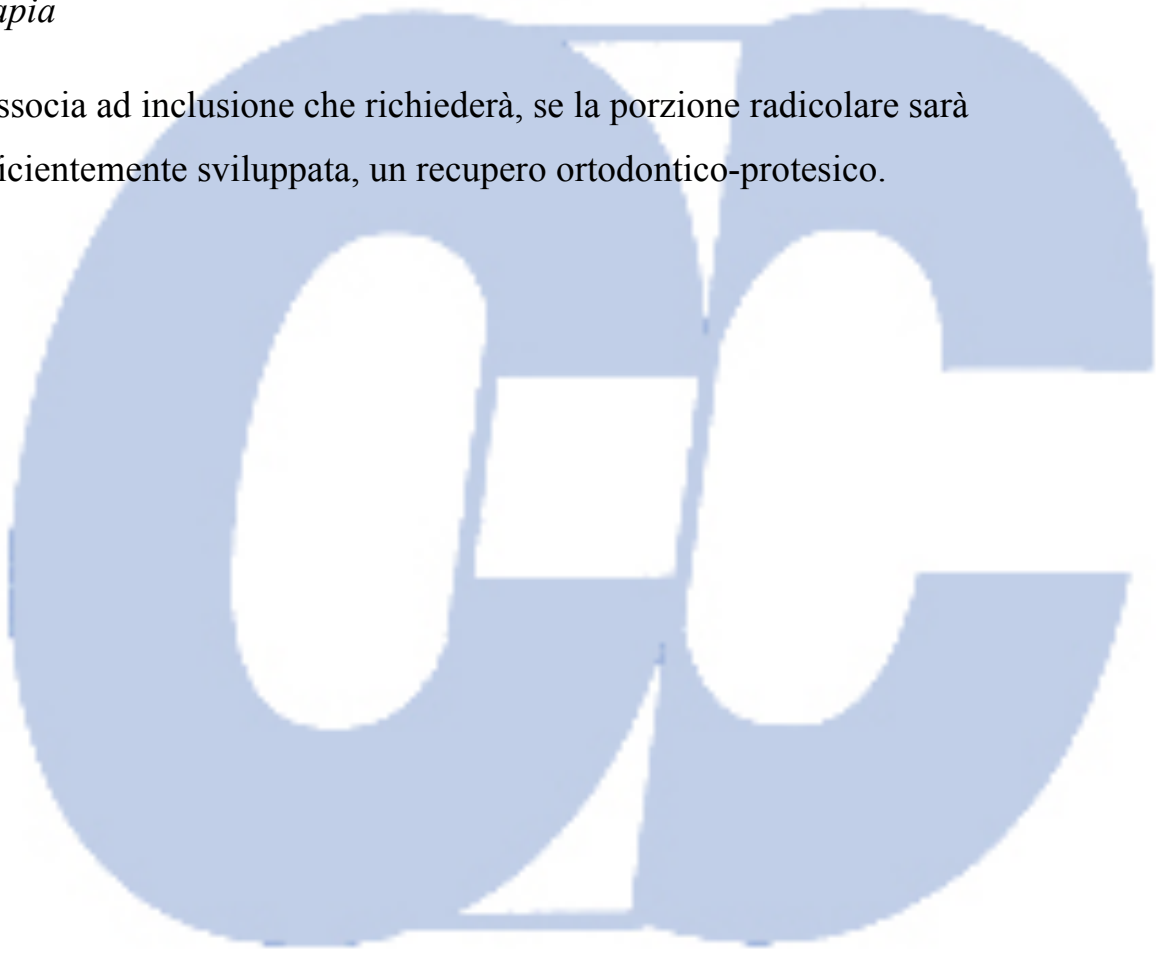 apia
ssocia ad inclusione che richiederà, se la porzione radicolare sarà
icientemente sviluppata, un recupero ortodontico-protesico.